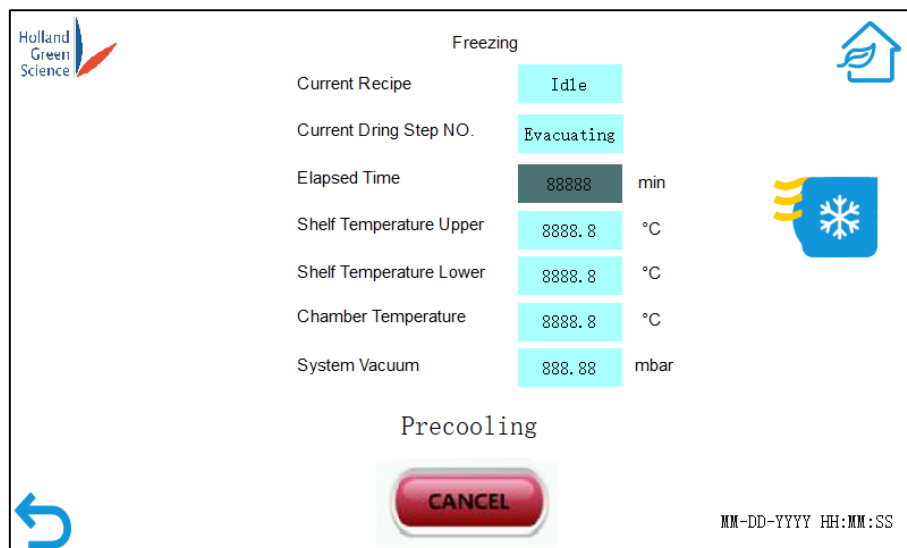 Holland
Green
Science
Freezing
Current Recipe Idle
Current Dring Step NO. Evacuating
Elapsed Time 88888 min
Shelf Temperature Upper 8888.8 °C
Shelf Temperature Lower 8888.8 °C
Chamber Temperature 8888.8 °C
System Vacuum 888.88 mbar
Precooling
CANCEL
MM-DD-YYYY HH:MM:SS